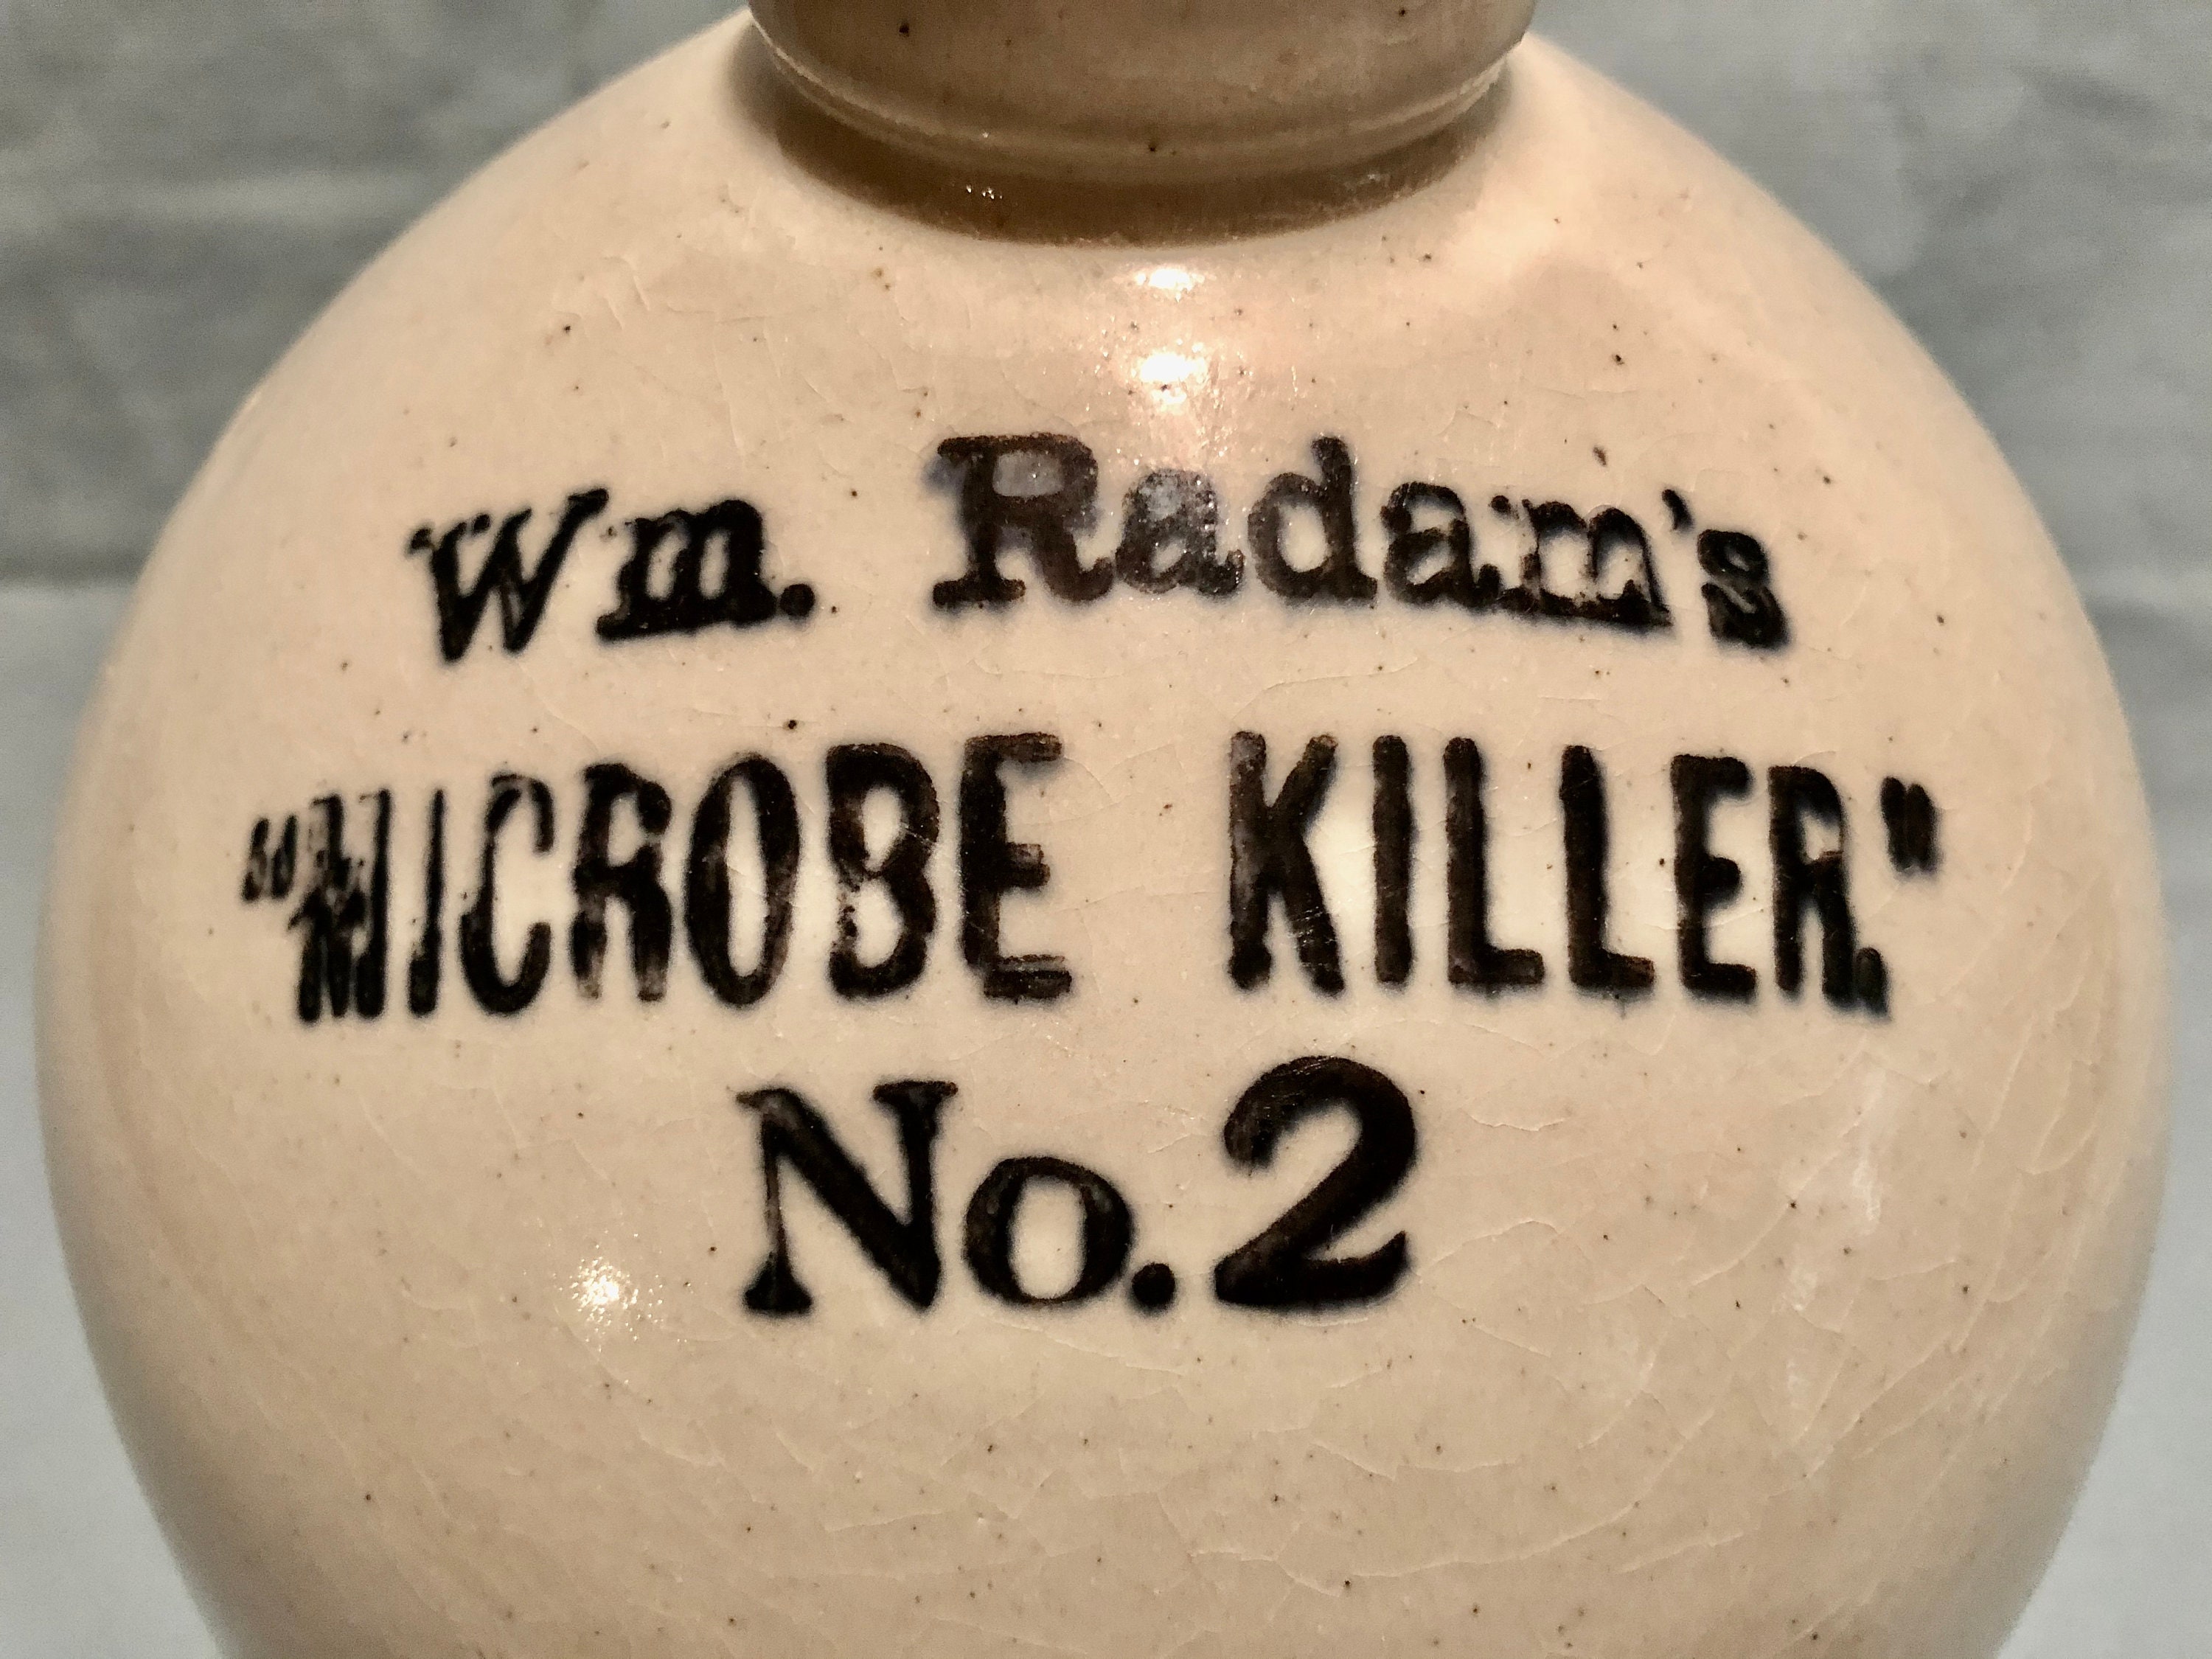 Wm. Radam's
"MICROBE KILLER."
No. 2